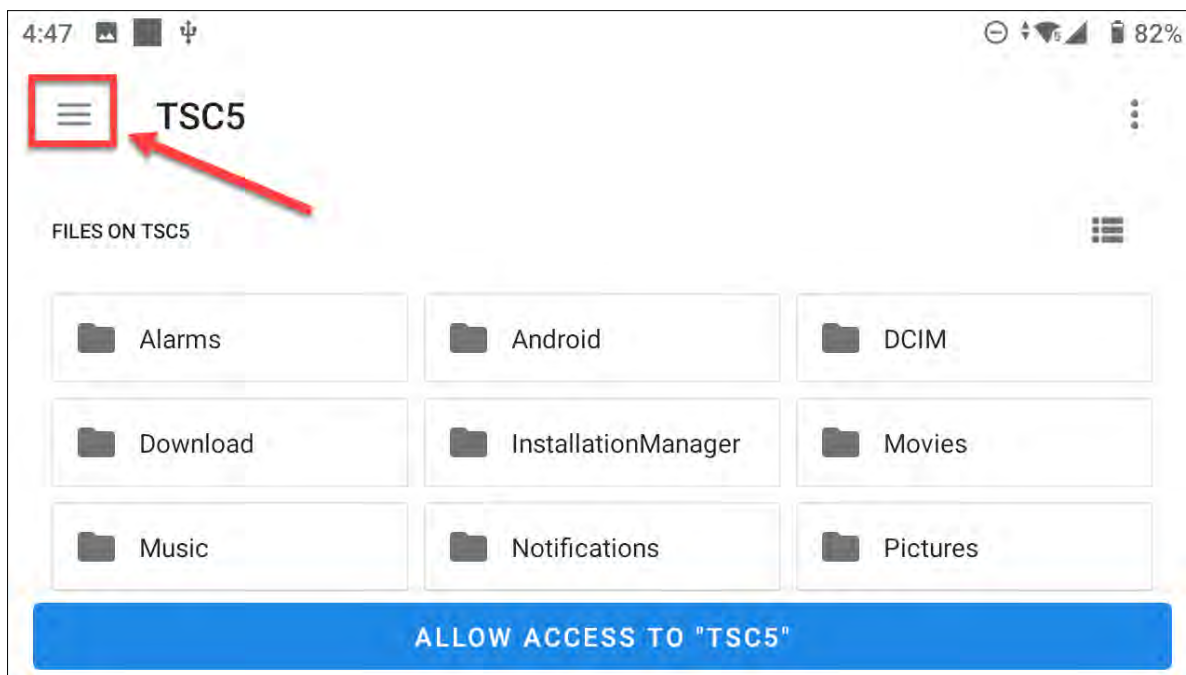 4:47 82%
TSC5
FILES ON TSC5
Alarms Android DCIM
Download InstallationManager Movies
Music Notifications Pictures
ALLOW ACCESS TO "TSC5"